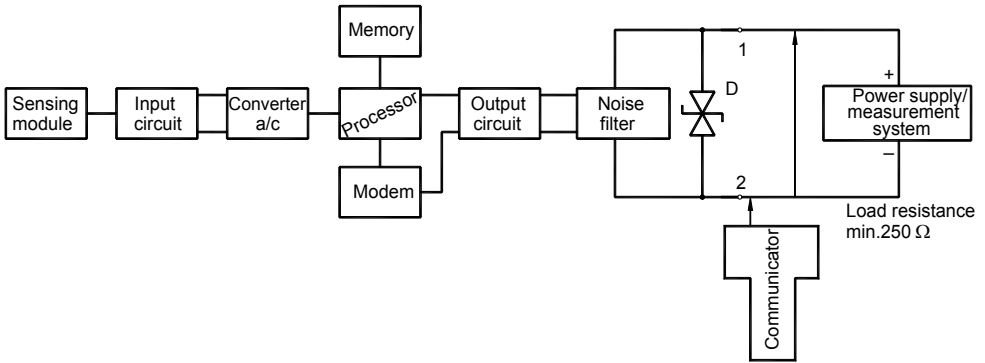 Memory
Sensing
module
Input
circuit
Converter
a/c
Processor
Output
circuit
Noise
filter
Modem
1
D
2
+
Power supply/
measurement
system
–
Load resistance
min.250 Ω
Communicator